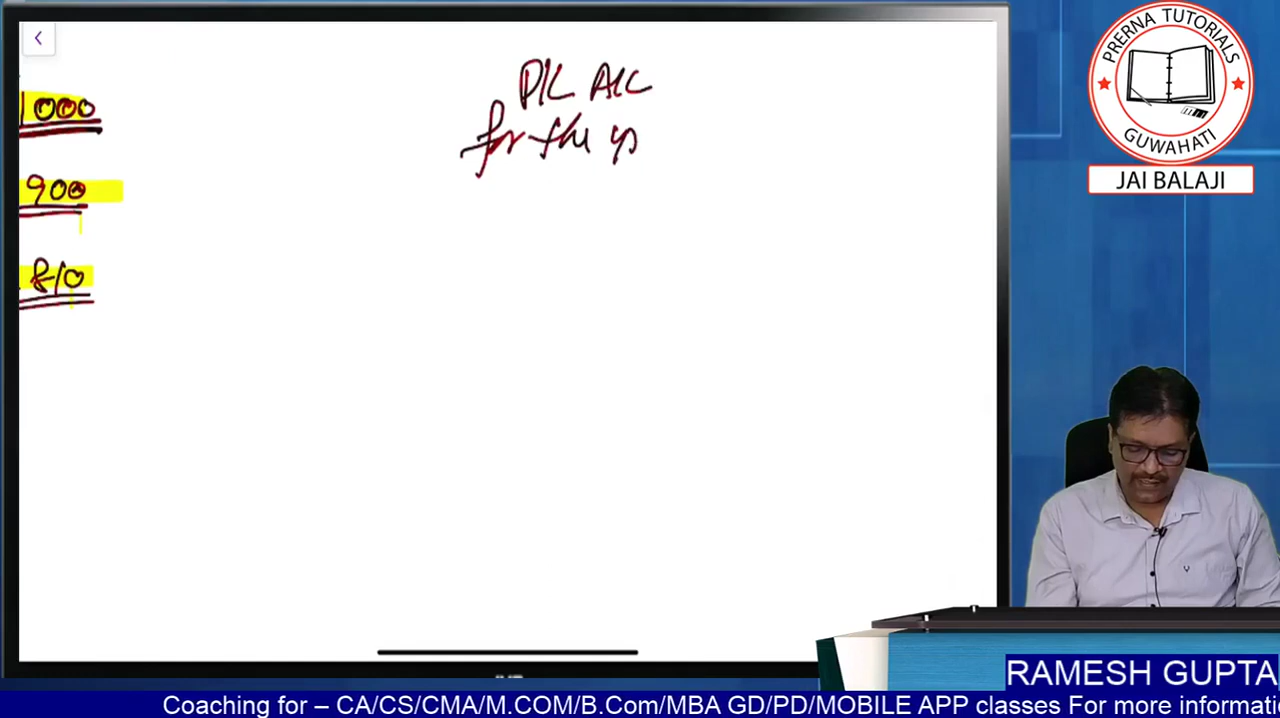 1000
900
810
P/L A/C
for the y
PRERNA TUTORIALS
GUWAHATI
JAI BALAJI
RAMESH GUPTA
Coaching for – CA/CS/CMA/M.COM/B.Com/MBA GD/PD/MOBILE APP classes For more informati